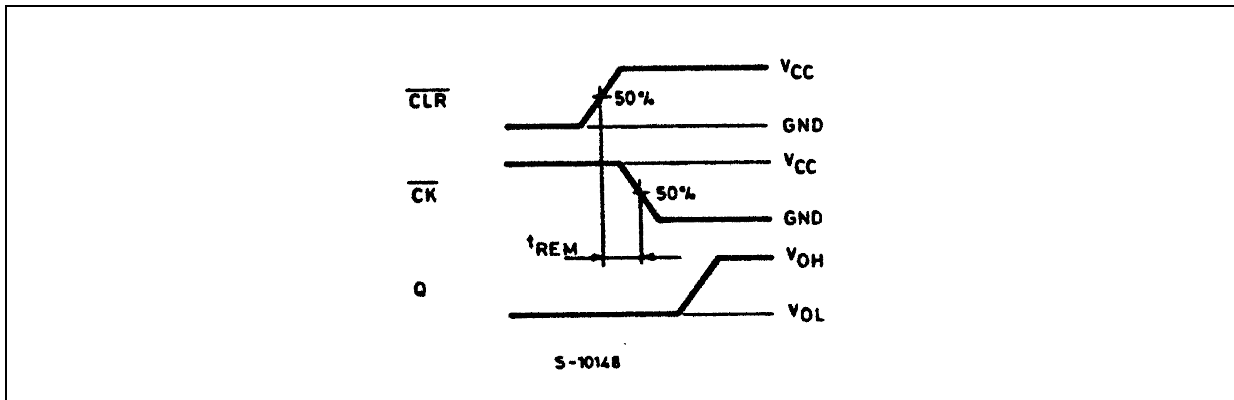 VCC
CLR
50%
GND
VCC
CK
50%
GND
tREM
VOH
Q
VOL
S-10148